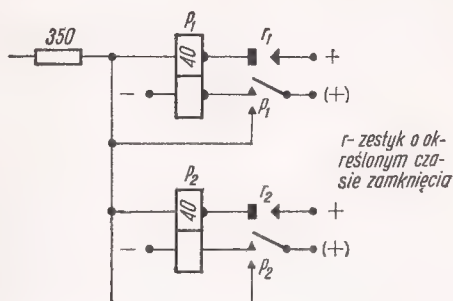 350
P₁
40
r₁
+
-
(+)
P₁
r- zestyk o ok-
reślonym cza-
sie zamknięcia
P₂
40
r₂
+
-
(+)
P₂